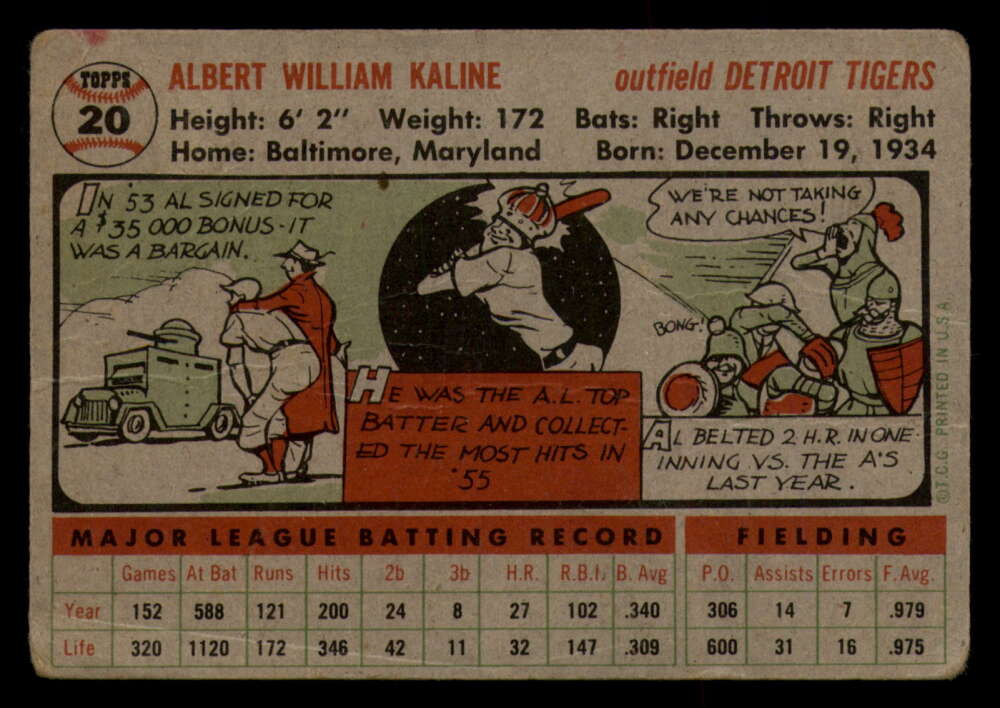 TOPPS
20
ALBERT WILLIAM KALINE outfield DETROIT TIGERS
Height: 6' 2" Weight: 172 Bats: Right Throws: Right
Home: Baltimore, Maryland Born: December 19, 1934
IN '53 AL SIGNED FOR
A $35 000 BONUS - IT
WAS A BARGAIN.
HE WAS THE A.L. TOP
BATTER AND COLLECT-
ED THE MOST HITS IN
'55
WE'RE NOT TAKING
ANY CHANCES!
BONG!
AL BELTED 2 H.R. IN ONE
INNING VS. THE A'S
LAST YEAR.
©T.C.G. PRINTED IN U.S.A.
MAJOR LEAGUE BATTING RECORD FIELDING
Games At Bat Runs Hits 2b 3b H.R. R.B.I. B. Avg P.O. Assists Errors F.Avg.
Year 152 588 121 200 24 8 27 102 .340 306 14 7 .979
Life 320 1120 172 346 42 11 32 147 .309 600 31 16 .975